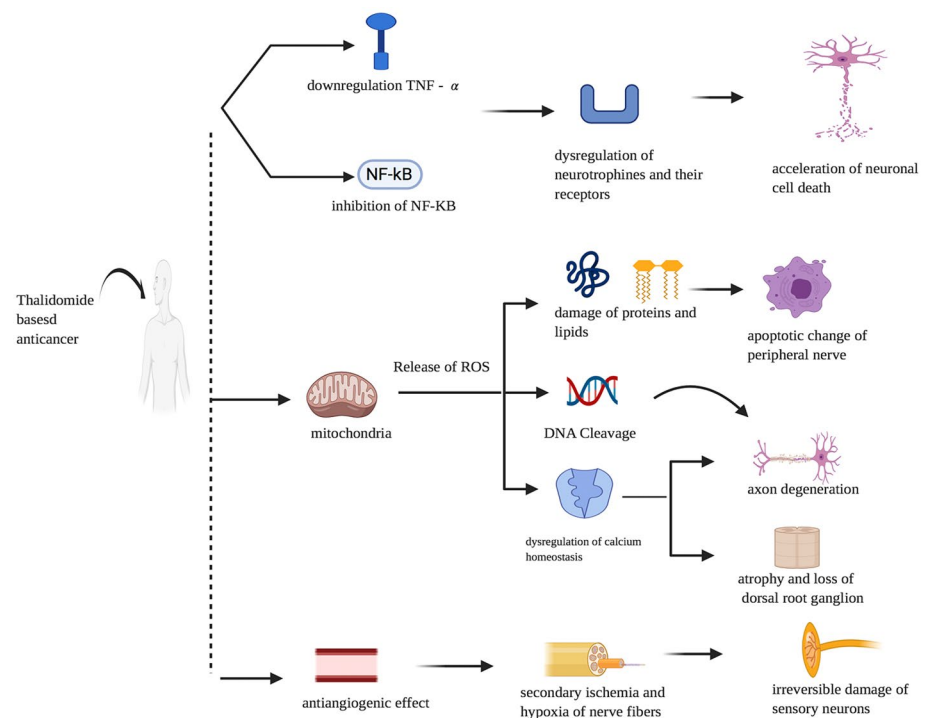 downregulation TNF - α
NF-kB
inhibition of NF-KB
dysregulation of
neurotrophines and their
receptors
acceleration of neuronal
cell death
Thalidomide
basesd
anticancer
mitochondria
Release of ROS
damage of proteins and
lipids
apoptotic change of
peripheral nerve
DNA Cleavage
axon degeneration
dysregulation of calcium
homeostasis
atrophy and loss of
dorsal root ganglion
antiangiogenic effect
secondary ischemia and
hypoxia of nerve fibers
irreversible damage of
sensory neurons